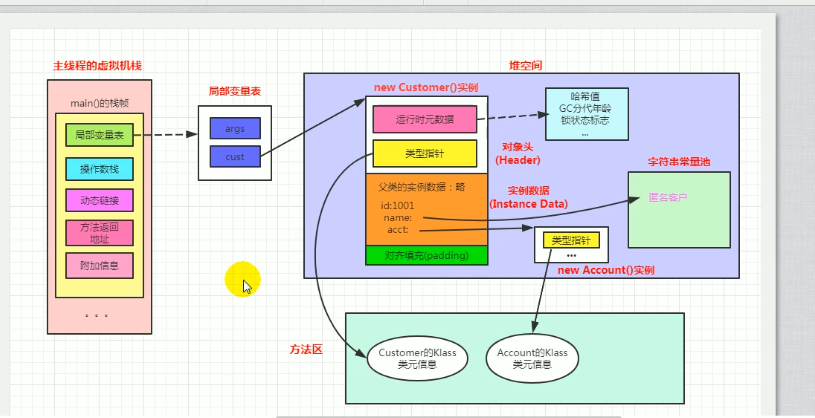 主线程的虚拟机栈
main()的栈帧
局部变量表
操作数栈
动态链接
方法返回
地址
附加信息
。。。
局部变量表
args
cust
堆空间
new Customer()实例
运行时元数据
类型指针
对象头
(Header)
哈希值
GC分代年龄
锁状态标志
...
父类的实例数据：略
id:1001
name:
acct:
对齐填充(padding)
实例数据
(Instance Data)
字符串常量池
匿名客户
类型指针
...
new Account()实例
方法区
Customer的Klass
类元信息
Account的Klass
类元信息